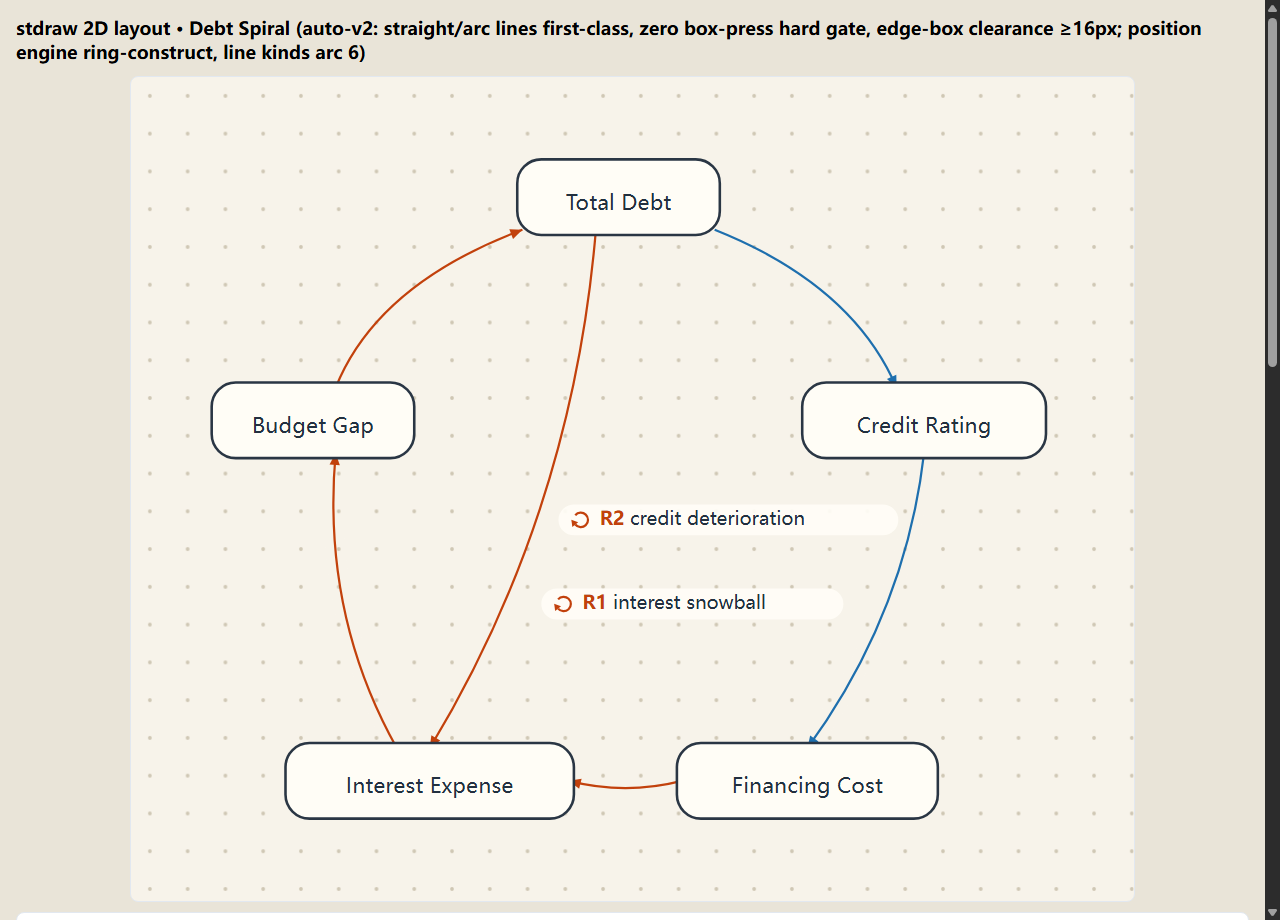 stdraw 2D layout • Debt Spiral (auto-v2: straight/arc lines first-class, zero box-press hard gate, edge-box clearance ≥16px; position
engine ring-construct, line kinds arc 6)
Total Debt
Budget Gap
Credit Rating
R2 credit deterioration
R1 interest snowball
Interest Expense
Financing Cost